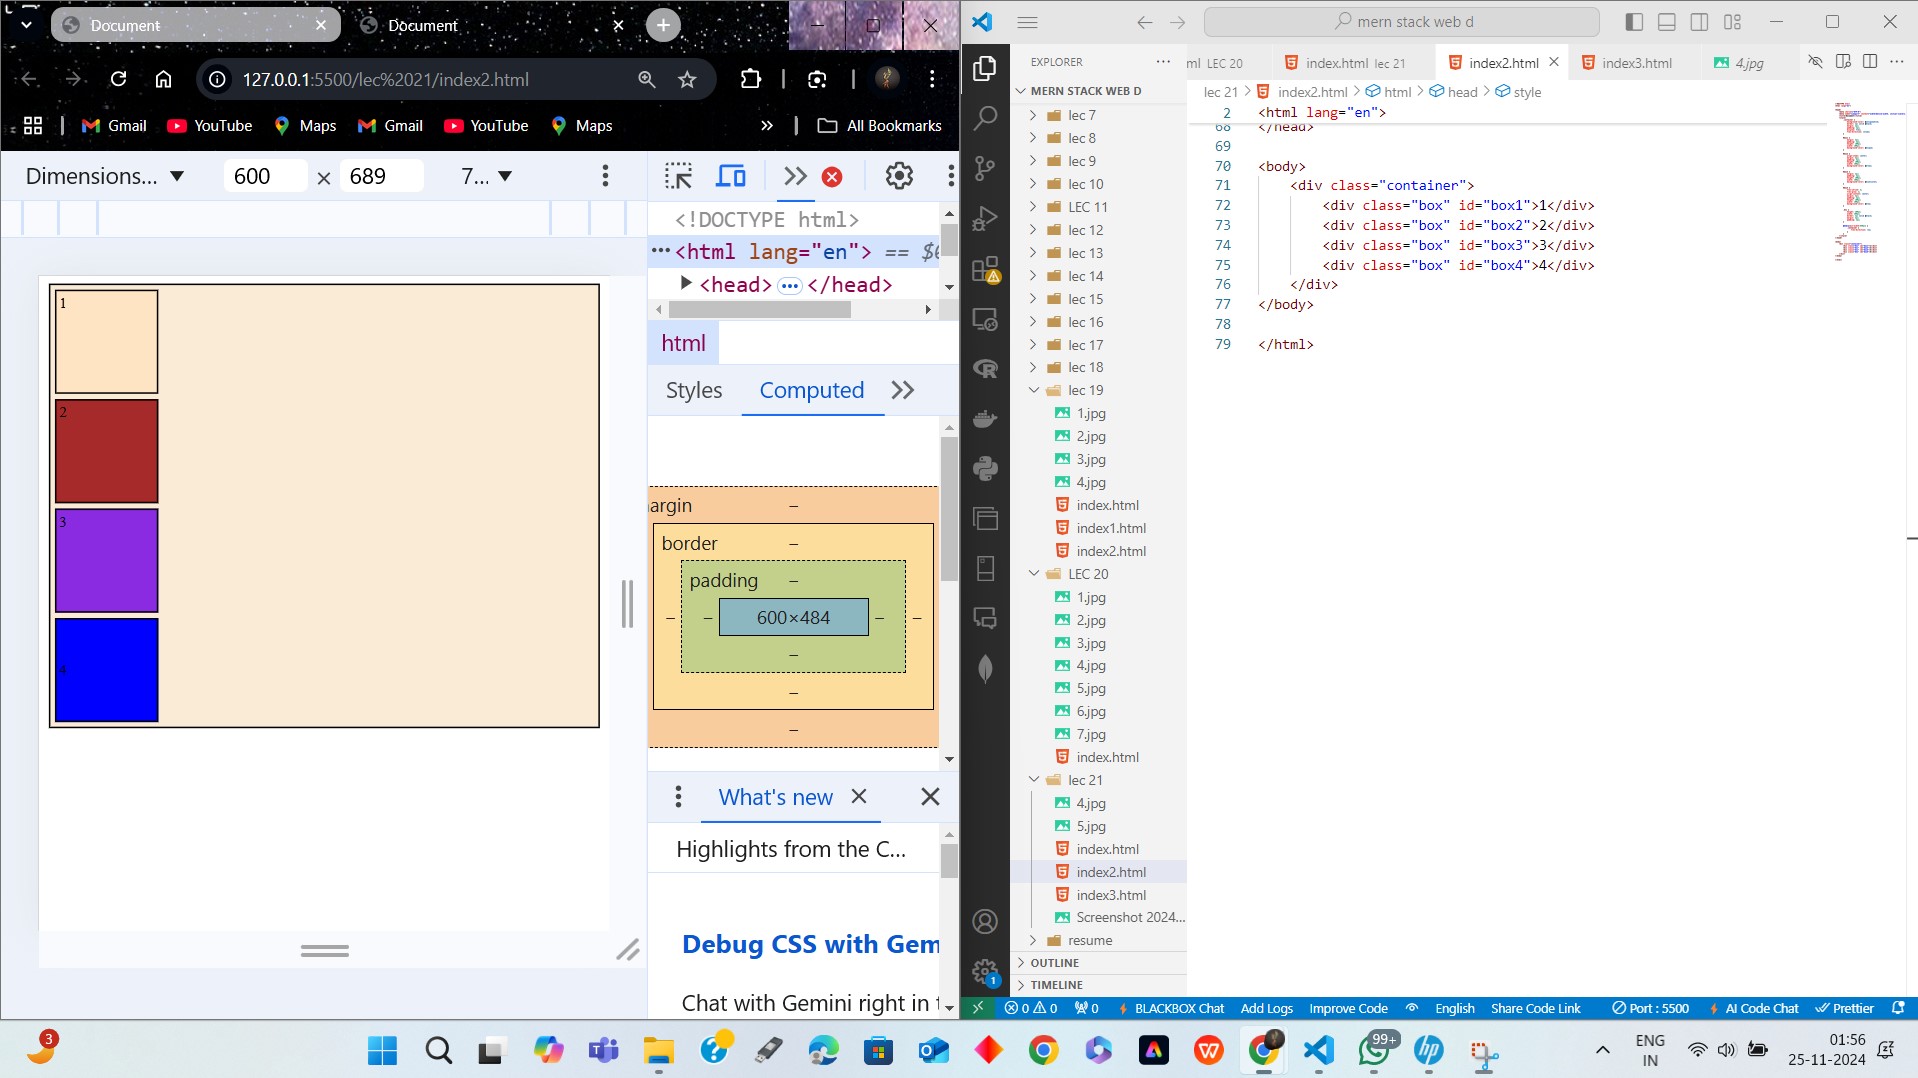 Document
Document
127.0.0.1:5500/lec%2021/index2.html
Gmail
YouTube
Maps
Gmail
YouTube
Maps
All Bookmarks
Dimensions...
600 × 689
7...
<!DOCTYPE html>
<html lang="en"> ==
<head> ... </head>
html
Styles
Computed
argin –
border –
padding –
– – 600×484 – –
–
–
–
What's new
Highlights from the C...
Debug CSS with Gem
Chat with Gemini right in
1
2
3
4
mern stack web d
EXPLORER
MERN STACK WEB D
lec 7
lec 8
lec 9
lec 10
LEC 11
lec 12
lec 13
lec 14
lec 15
lec 16
lec 17
lec 18
lec 19
1.jpg
2.jpg
3.jpg
4.jpg
index.html
index1.html
index2.html
LEC 20
1.jpg
2.jpg
3.jpg
4.jpg
5.jpg
6.jpg
7.jpg
index.html
lec 21
4.jpg
5.jpg
index.html
index2.html
index3.html
Screenshot 2024...
resume
OUTLINE
TIMELINE
ml LEC 20
index.html lec 21
index2.html
index3.html
4.jpg
lec 21 > index2.html > html > head > style
2 <html lang="en">
68 </head>
69
70 <body>
71 <div class="container">
72 <div class="box" id="box1">1</div>
73 <div class="box" id="box2">2</div>
74 <div class="box" id="box3">3</div>
75 <div class="box" id="box4">4</div>
76 </div>
77 </body>
78
79 </html>
1
0 0
0
BLACKBOX Chat
Add Logs
Improve Code
English
Share Code Link
Port : 5500
AI Code Chat
Prettier
3
99+
ENG
IN
01:56
25-11-2024